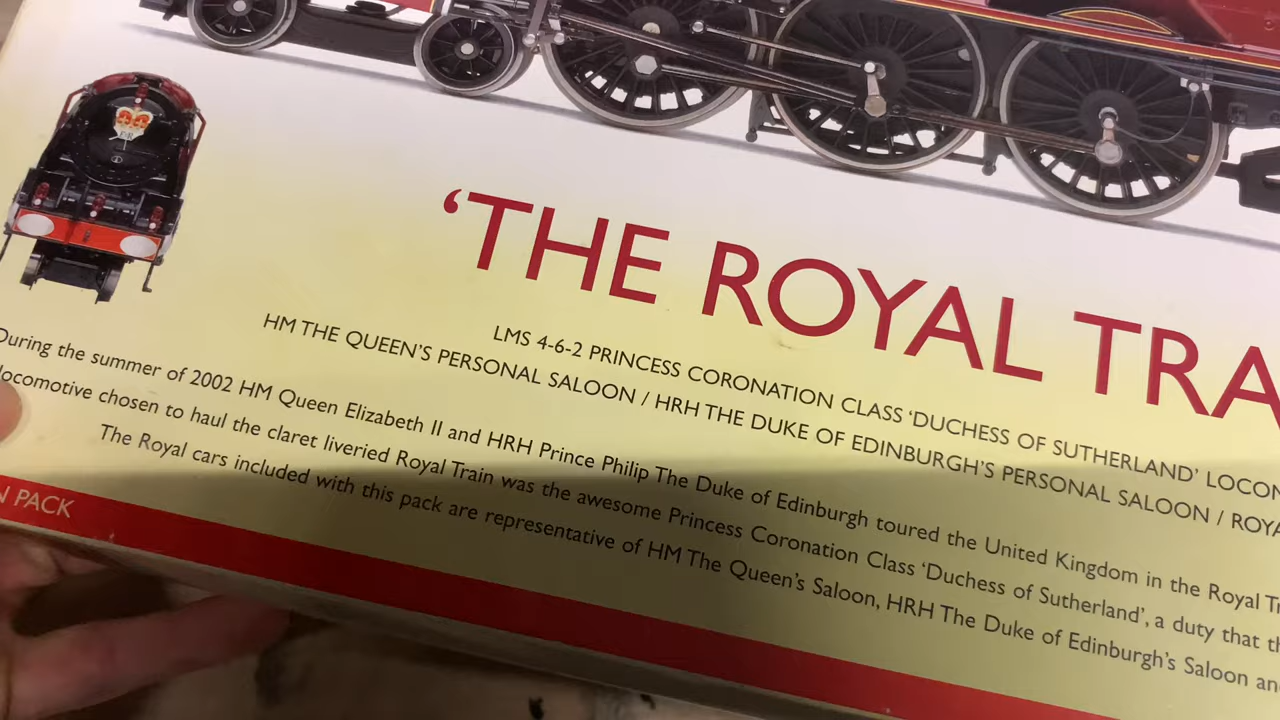 ‘THE ROYAL TRA
LMS 4-6-2 PRINCESS CORONATION CLASS ‘DUCHESS OF SUTHERLAND’ LOCOM
HM THE QUEEN’S PERSONAL SALOON / HRH THE DUKE OF EDINBURGH’S PERSONAL SALOON / ROYA
During the summer of 2002 HM Queen Elizabeth II and HRH Prince Philip The Duke of Edinburgh toured the United Kingdom in the Royal Tr
locomotive chosen to haul the claret liveried Royal Train was the awesome Princess Coronation Class ‘Duchess of Sutherland’, a duty that th
The Royal cars included with this pack are representative of HM The Queen’s Saloon, HRH The Duke of Edinburgh’s Saloon an
N PACK